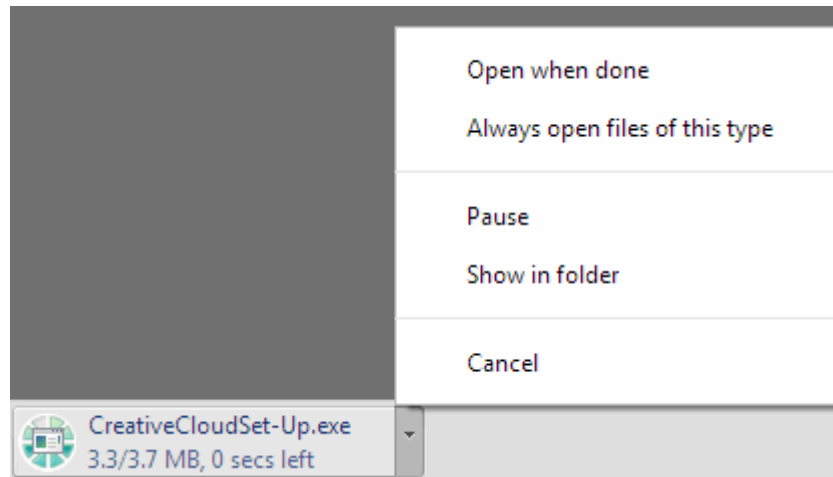 Open when done
Always open files of this type
Pause
Show in folder
Cancel
CreativeCloudSet-Up.exe
3.3/3.7 MB, 0 secs left